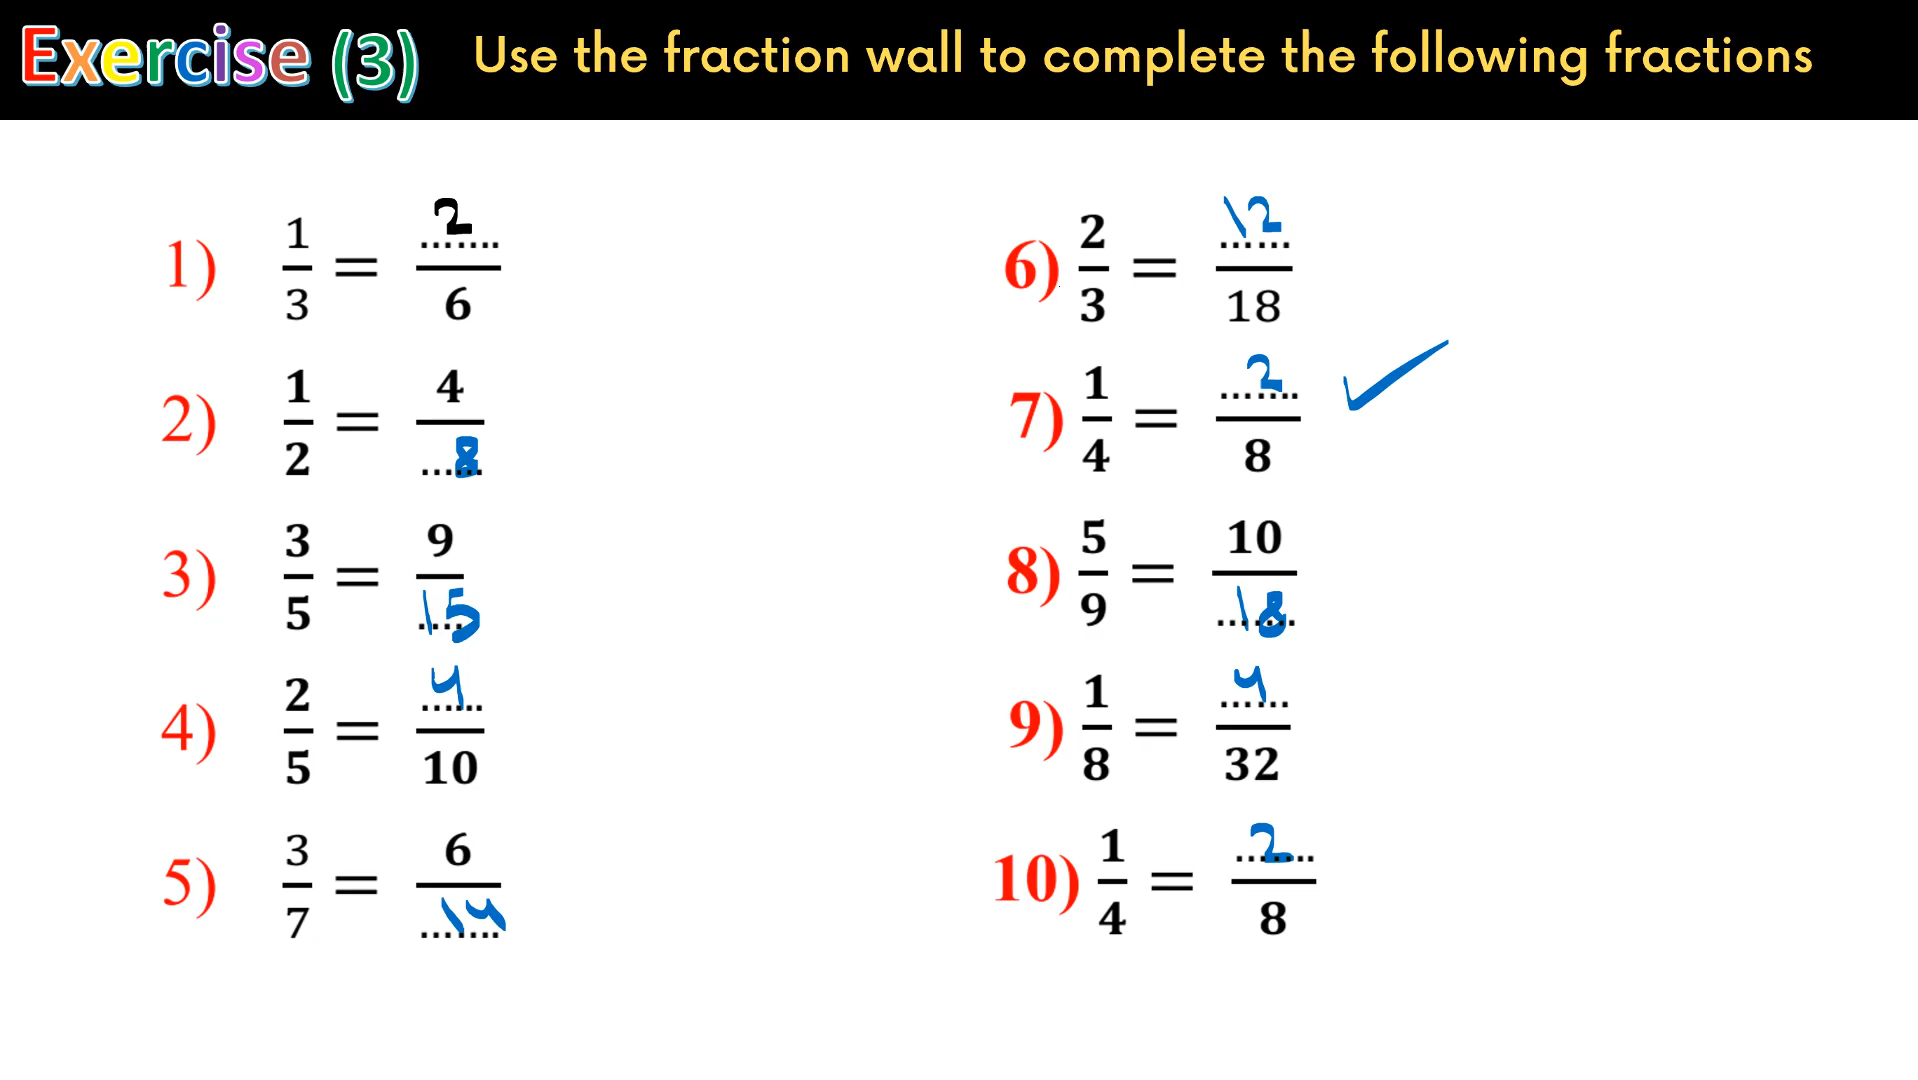 Exercise (3) Use the fraction wall to complete the following fractions
1) 1/3 = 2/6
2) 1/2 = 4/8
3) 3/5 = 9/15
4) 2/5 = 4/10
5) 3/7 = 6/14
6) 2/3 = 12/18
7) 1/4 = 2/8
8) 5/9 = 10/18
9) 1/8 = 4/32
10) 1/4 = 2/8